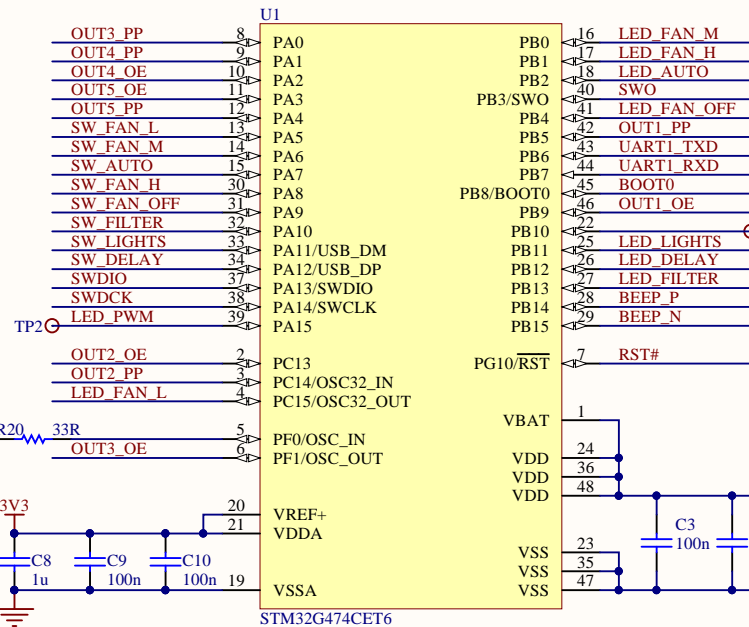 U1
OUT3_PP 8 PA0 PB0 16 LED_FAN_M
OUT4_PP 9 PA1 PB1 17 LED_FAN_H
OUT4_OE 10 PA2 PB2 18 LED_AUTO
OUT5_OE 11 PA3 PB3/SWO 40 SWO
OUT5_PP 12 PA4 PB4 41 LED_FAN_OFF
SW_FAN_L 13 PA5 PB5 42 OUT1_PP
SW_FAN_M 14 PA6 PB6 43 UART1_TXD
SW_AUTO 15 PA7 PB7 44 UART1_RXD
SW_FAN_H 30 PA8 PB8/BOOT0 45 BOOT0
SW_FAN_OFF 31 PA9 PB9 46 OUT1_OE
SW_FILTER 32 PA10 PB10 22
SW_LIGHTS 33 PA11/USB_DM PB11 25 LED_LIGHTS
SW_DELAY 34 PA12/USB_DP PB12 26 LED_DELAY
SWDIO 37 PA13/SWDIO PB13 27 LED_FILTER
SWDCK 38 PA14/SWCLK PB14 28 BEEP_P
TP2 LED_PWM 39 PA15 PB15 29 BEEP_N
OUT2_OE 2 PC13 PG10/RST 7 RST#
OUT2_PP 3 PC14/OSC32_IN
LED_FAN_L 4 PC15/OSC32_OUT
VBAT 1
R20 33R 5 PF0/OSC_IN
OUT3_OE 6 PF1/OSC_OUT VDD 24
VDD 36
VDD 48
3V3 20 VREF+
21 VDDA
C3
100n
VSS 23
C8 C9 C10 VSS 35
1u 100n 100n 19 VSSA VSS 47
STM32G474CET6